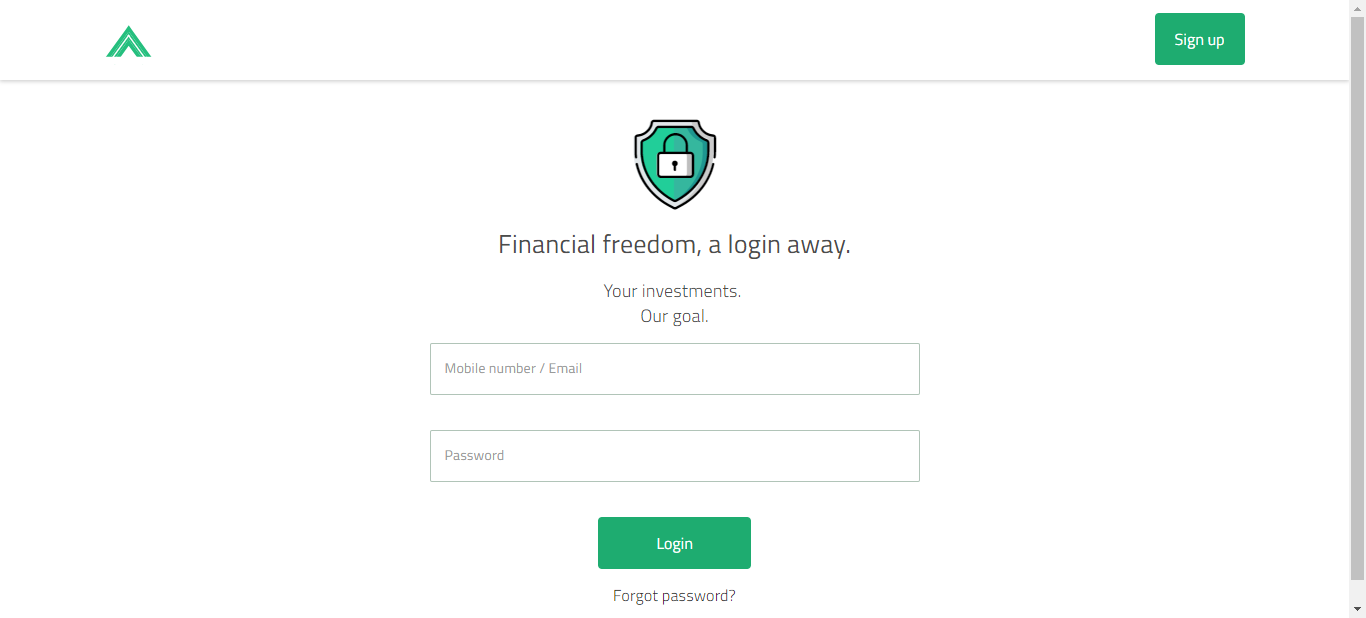 Sign up
Financial freedom, a login away.
Your investments.
Our goal.
Mobile number / Email
Password
Login
Forgot password?